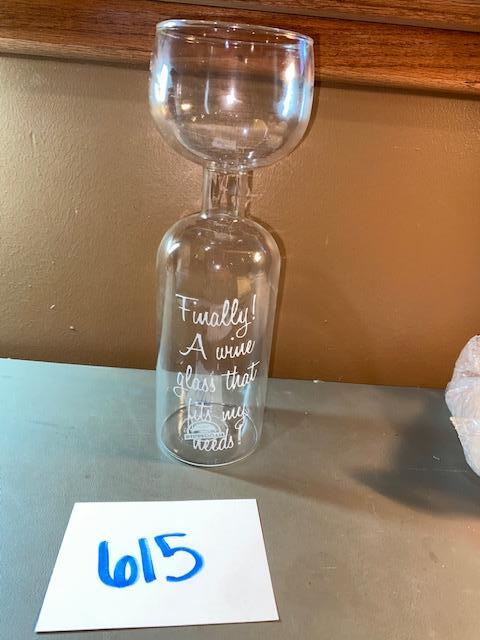 Finally!
A wine
glass that
fits my
needs!
615